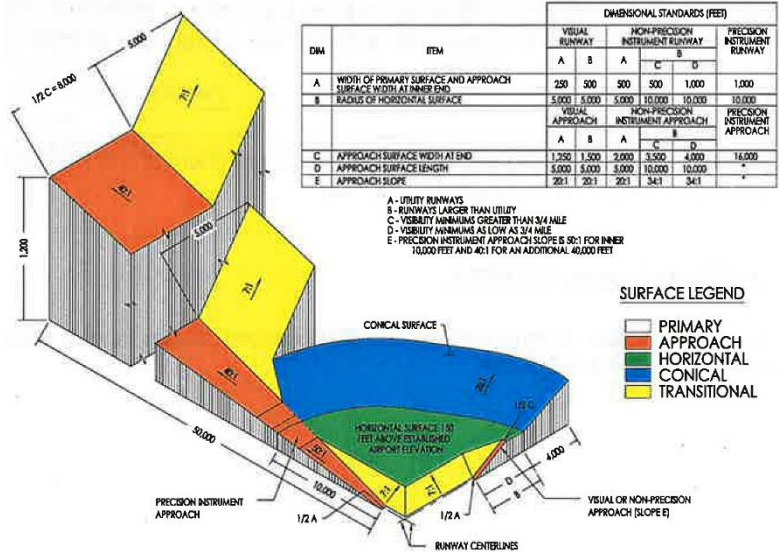 DIMENSIONAL STANDARDS (FEET)
DIM
ITEM
VISUAL RUNWAY
NON-PRECISION INSTRUMENT RUNWAY
PRECISION INSTRUMENT RUNWAY
A B A B
C D
A WIDTH OF PRIMARY SURFACE AND APPROACH SURFACE WIDTH AT INNER END 250 500 500 500 1,000 1,000
B RADIUS OF HORIZONTAL SURFACE 5,000 5,000 5,000 10,000 10,000 10,000
VISUAL APPROACH
NON-PRECISION INSTRUMENT APPROACH
PRECISION INSTRUMENT APPROACH
A B A B
C D
C APPROACH SURFACE WIDTH AT END 1,250 1,500 2,000 3,500 4,000 16,000
D APPROACH SURFACE LENGTH 5,000 5,000 5,000 10,000 10,000 *
E APPROACH SLOPE 20:1 20:1 20:1 34:1 34:1 *
A - UTILITY RUNWAYS
B - RUNWAYS LARGER THAN UTILITY
C - VISIBILITY MINIMUMS GREATER THAN 3/4 MILE
D - VISIBILITY MINIMUMS AS LOW AS 3/4 MILE
E - PRECISION INSTRUMENT APPROACH SLOPE IS 50:1 FOR INNER
10,000 FEET AND 40:1 FOR AN ADDITIONAL 40,000 FEET
5,000
1/2 C = 8,000
7:1
40:1
1,200
5,000
7:1
40:1
50,000
50:1
10,000
CONICAL SURFACE
20:1
HORIZONTAL SURFACE 150
FEET ABOVE ESTABLISHED
AIRPORT ELEVATION
1/2 C
4,000
D
B
7:1
7:1
1/2 A
1/2 A
PRECISION INSTRUMENT
APPROACH
VISUAL OR NON-PRECISION
APPROACH (SLOPE E)
RUNWAY CENTERLINES
SURFACE LEGEND
PRIMARY
APPROACH
HORIZONTAL
CONICAL
TRANSITIONAL